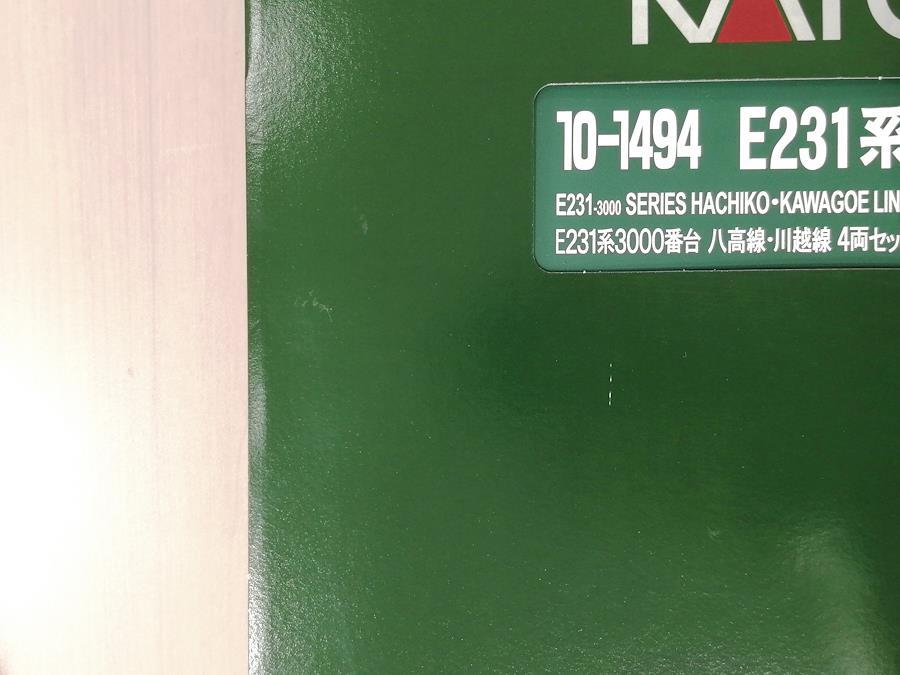 KATO
10-1494 E231系
E231-3000 SERIES HACHIKO・KAWAGOE LIN
E231系3000番台 八高線・川越線 4両セッ